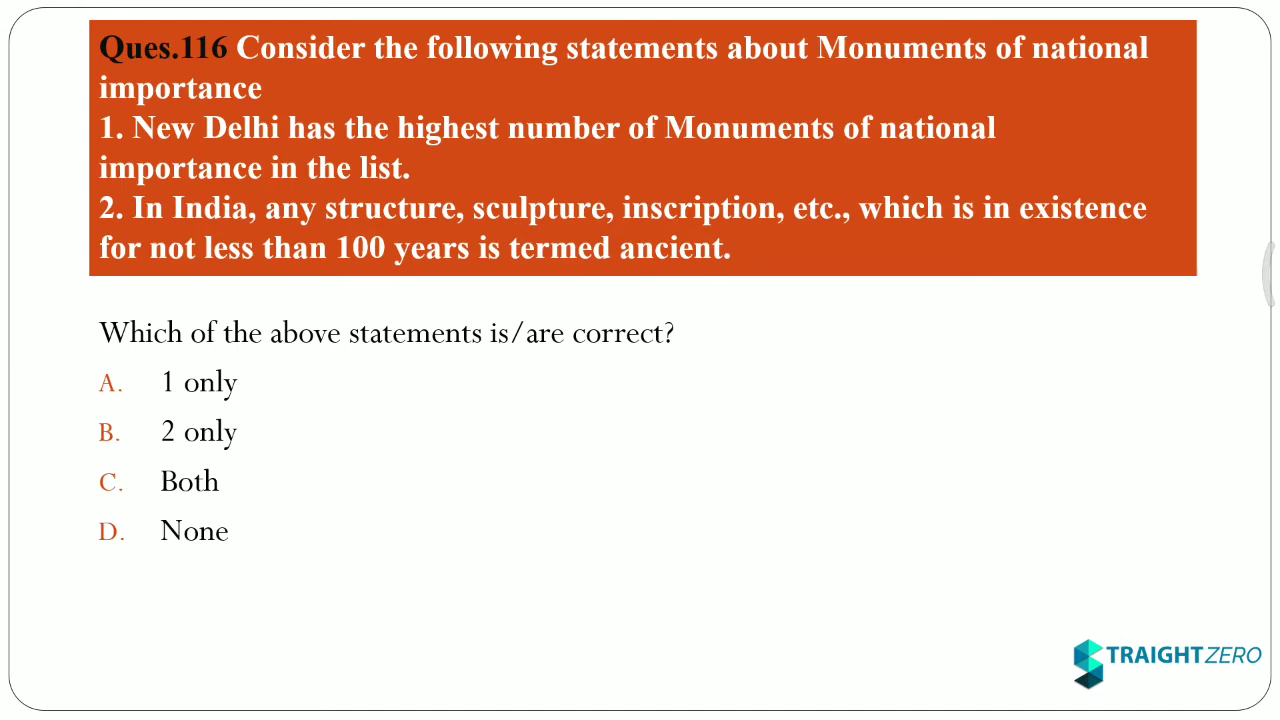 Ques.116 Consider the following statements about Monuments of national
importance
1. New Delhi has the highest number of Monuments of national
importance in the list.
2. In India, any structure, sculpture, inscription, etc., which is in existence
for not less than 100 years is termed ancient.
Which of the above statements is/are correct?
A. 1 only
B. 2 only
C. Both
D. None
STRAIGHTZERO